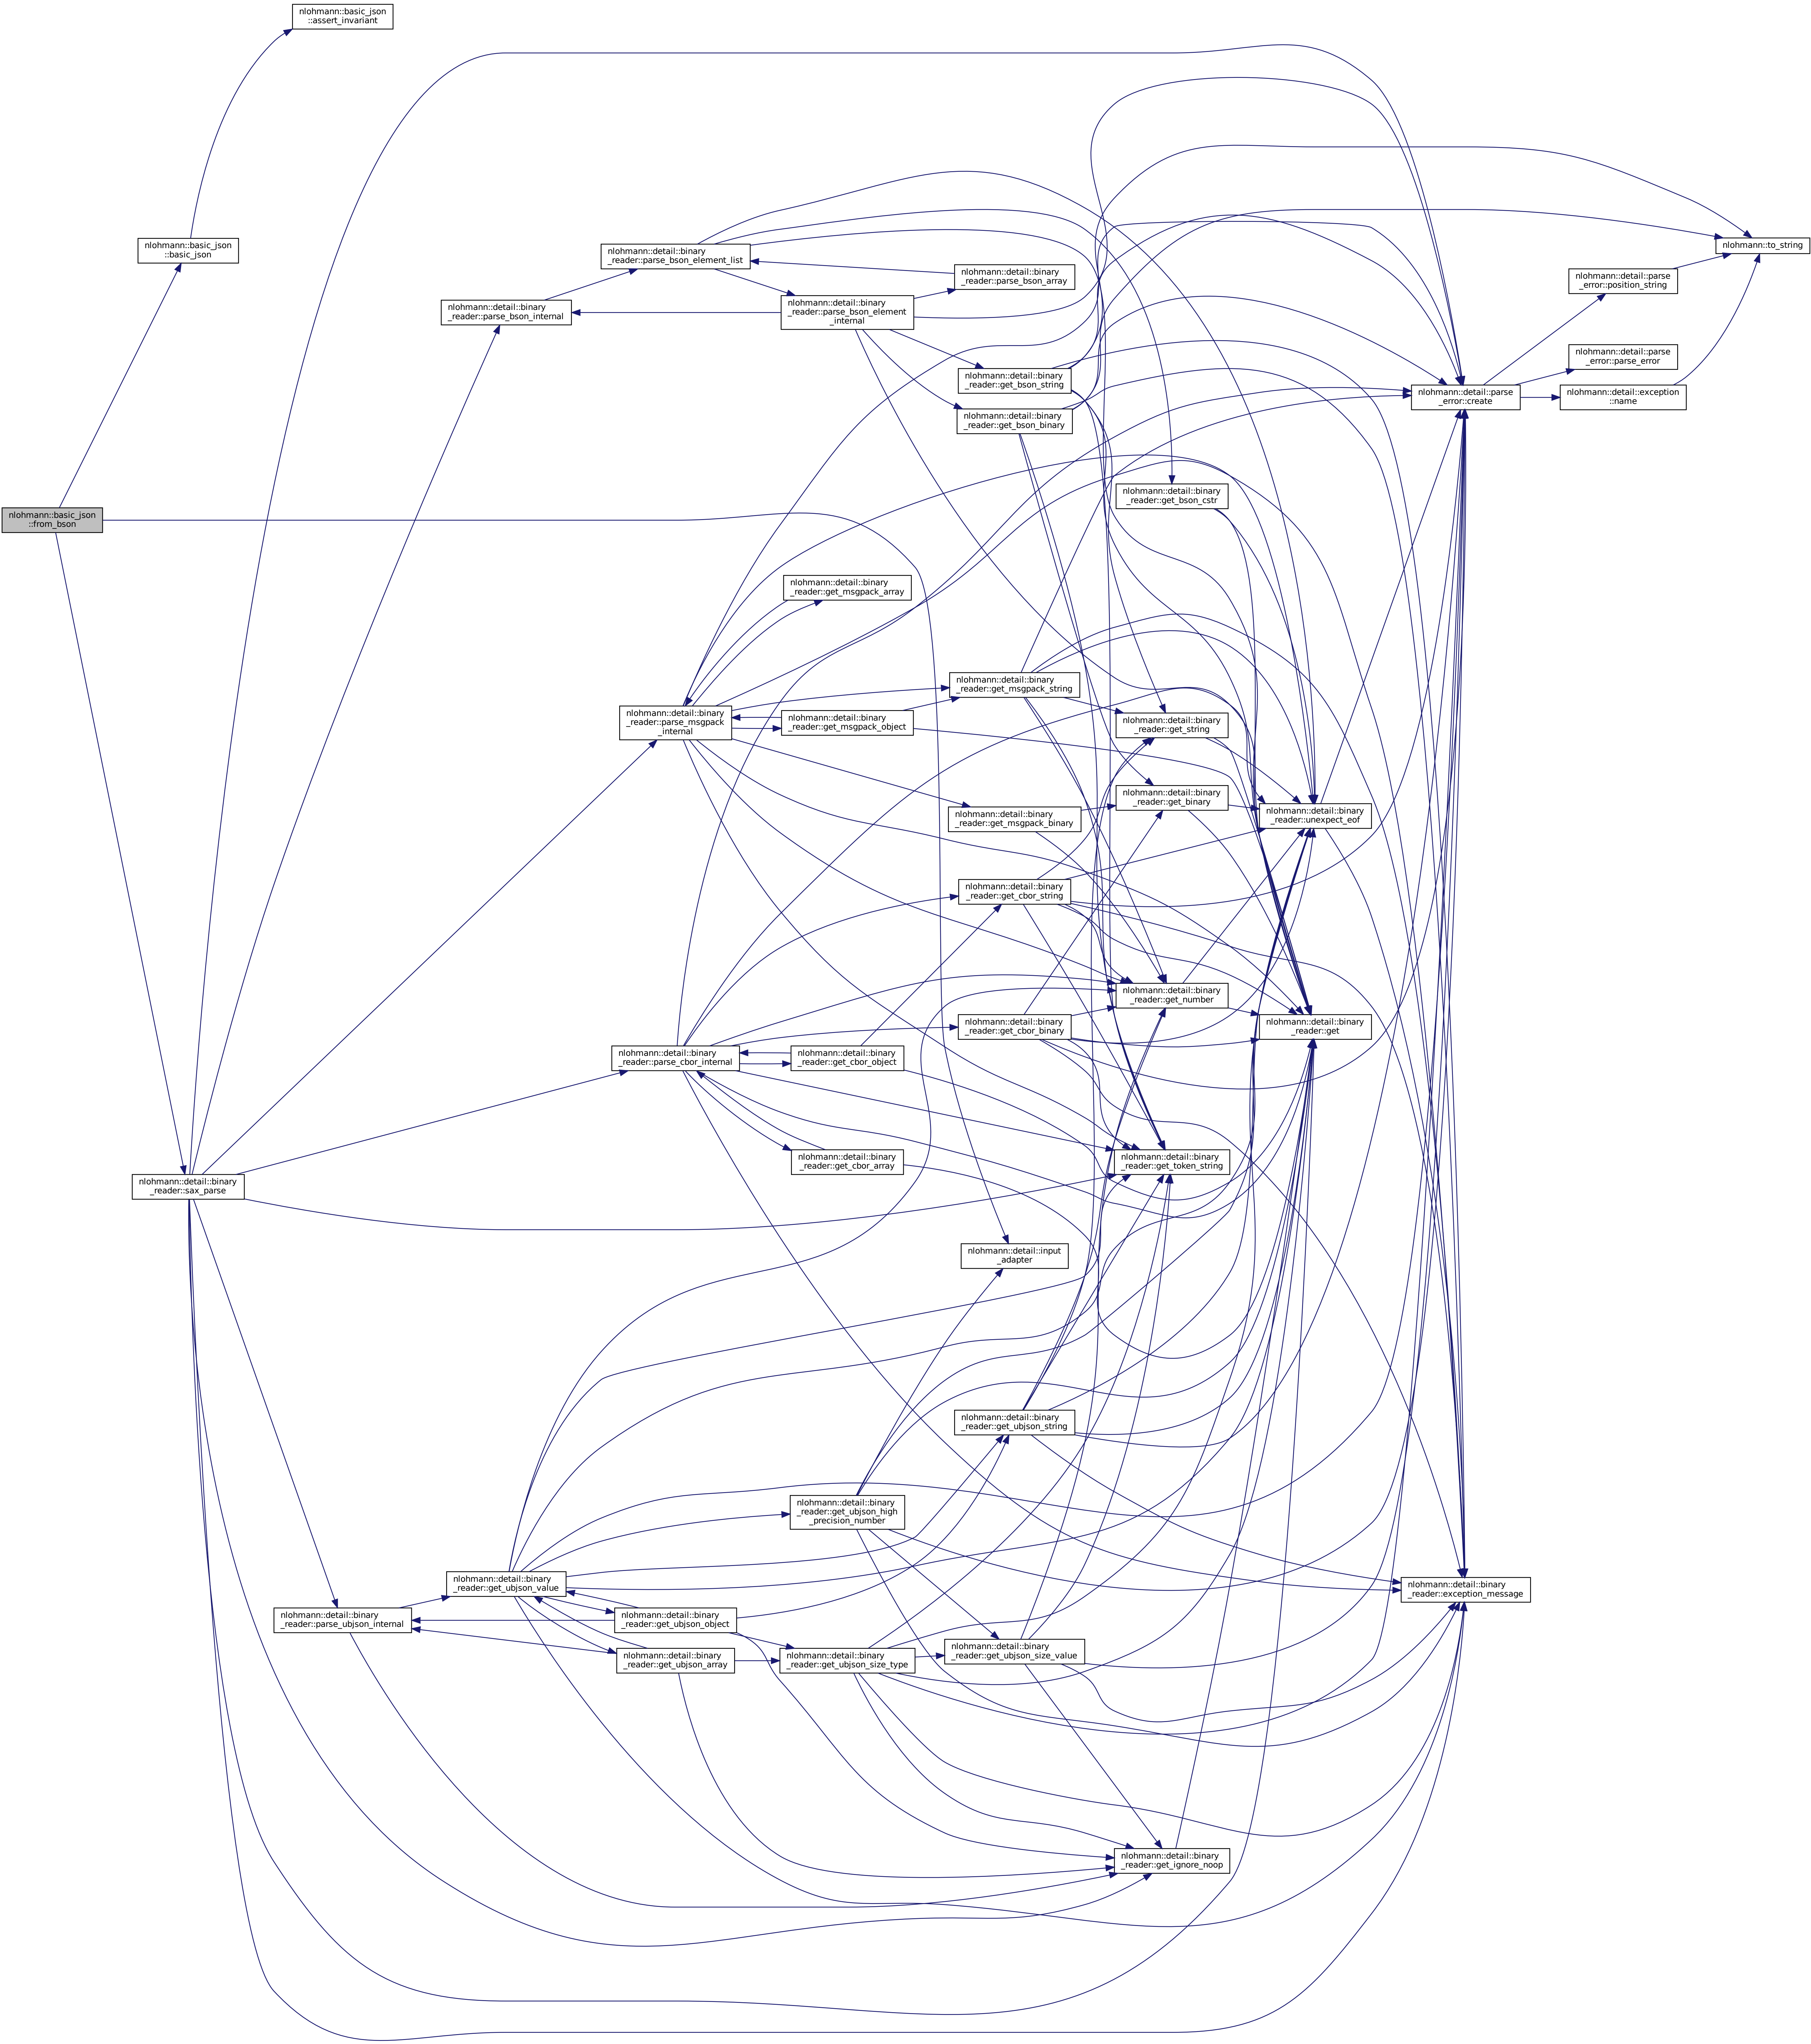 nlohmann::basic_json
::assert_invariant
nlohmann::basic_json
::basic_json
nlohmann::to_string
nlohmann::detail::binary
_reader::parse_bson_element_list
nlohmann::detail::binary
_reader::parse_bson_array
nlohmann::detail::parse
_error::position_string
nlohmann::detail::binary
_reader::parse_bson_internal
nlohmann::detail::binary
_reader::parse_bson_element
_internal
nlohmann::detail::parse
_error::parse_error
nlohmann::detail::binary
_reader::get_bson_string
nlohmann::detail::parse
_error::create
nlohmann::detail::exception
::name
nlohmann::detail::binary
_reader::get_bson_binary
nlohmann::detail::binary
_reader::get_bson_cstr
nlohmann::basic_json
::from_bson
nlohmann::detail::binary
_reader::get_msgpack_array
nlohmann::detail::binary
_reader::get_msgpack_string
nlohmann::detail::binary
_reader::parse_msgpack
_internal
nlohmann::detail::binary
_reader::get_msgpack_object
nlohmann::detail::binary
_reader::get_string
nlohmann::detail::binary
_reader::get_binary
nlohmann::detail::binary
_reader::get_msgpack_binary
nlohmann::detail::binary
_reader::unexpect_eof
nlohmann::detail::binary
_reader::get_cbor_string
nlohmann::detail::binary
_reader::get_number
nlohmann::detail::binary
_reader::get_cbor_binary
nlohmann::detail::binary
_reader::get
nlohmann::detail::binary
_reader::parse_cbor_internal
nlohmann::detail::binary
_reader::get_cbor_object
nlohmann::detail::binary
_reader::get_cbor_array
nlohmann::detail::binary
_reader::get_token_string
nlohmann::detail::binary
_reader::sax_parse
nlohmann::detail::input
_adapter
nlohmann::detail::binary
_reader::get_ubjson_string
nlohmann::detail::binary
_reader::get_ubjson_high
_precision_number
nlohmann::detail::binary
_reader::get_ubjson_value
nlohmann::detail::binary
_reader::exception_message
nlohmann::detail::binary
_reader::parse_ubjson_internal
nlohmann::detail::binary
_reader::get_ubjson_object
nlohmann::detail::binary
_reader::get_ubjson_array
nlohmann::detail::binary
_reader::get_ubjson_size_type
nlohmann::detail::binary
_reader::get_ubjson_size_value
nlohmann::detail::binary
_reader::get_ignore_noop